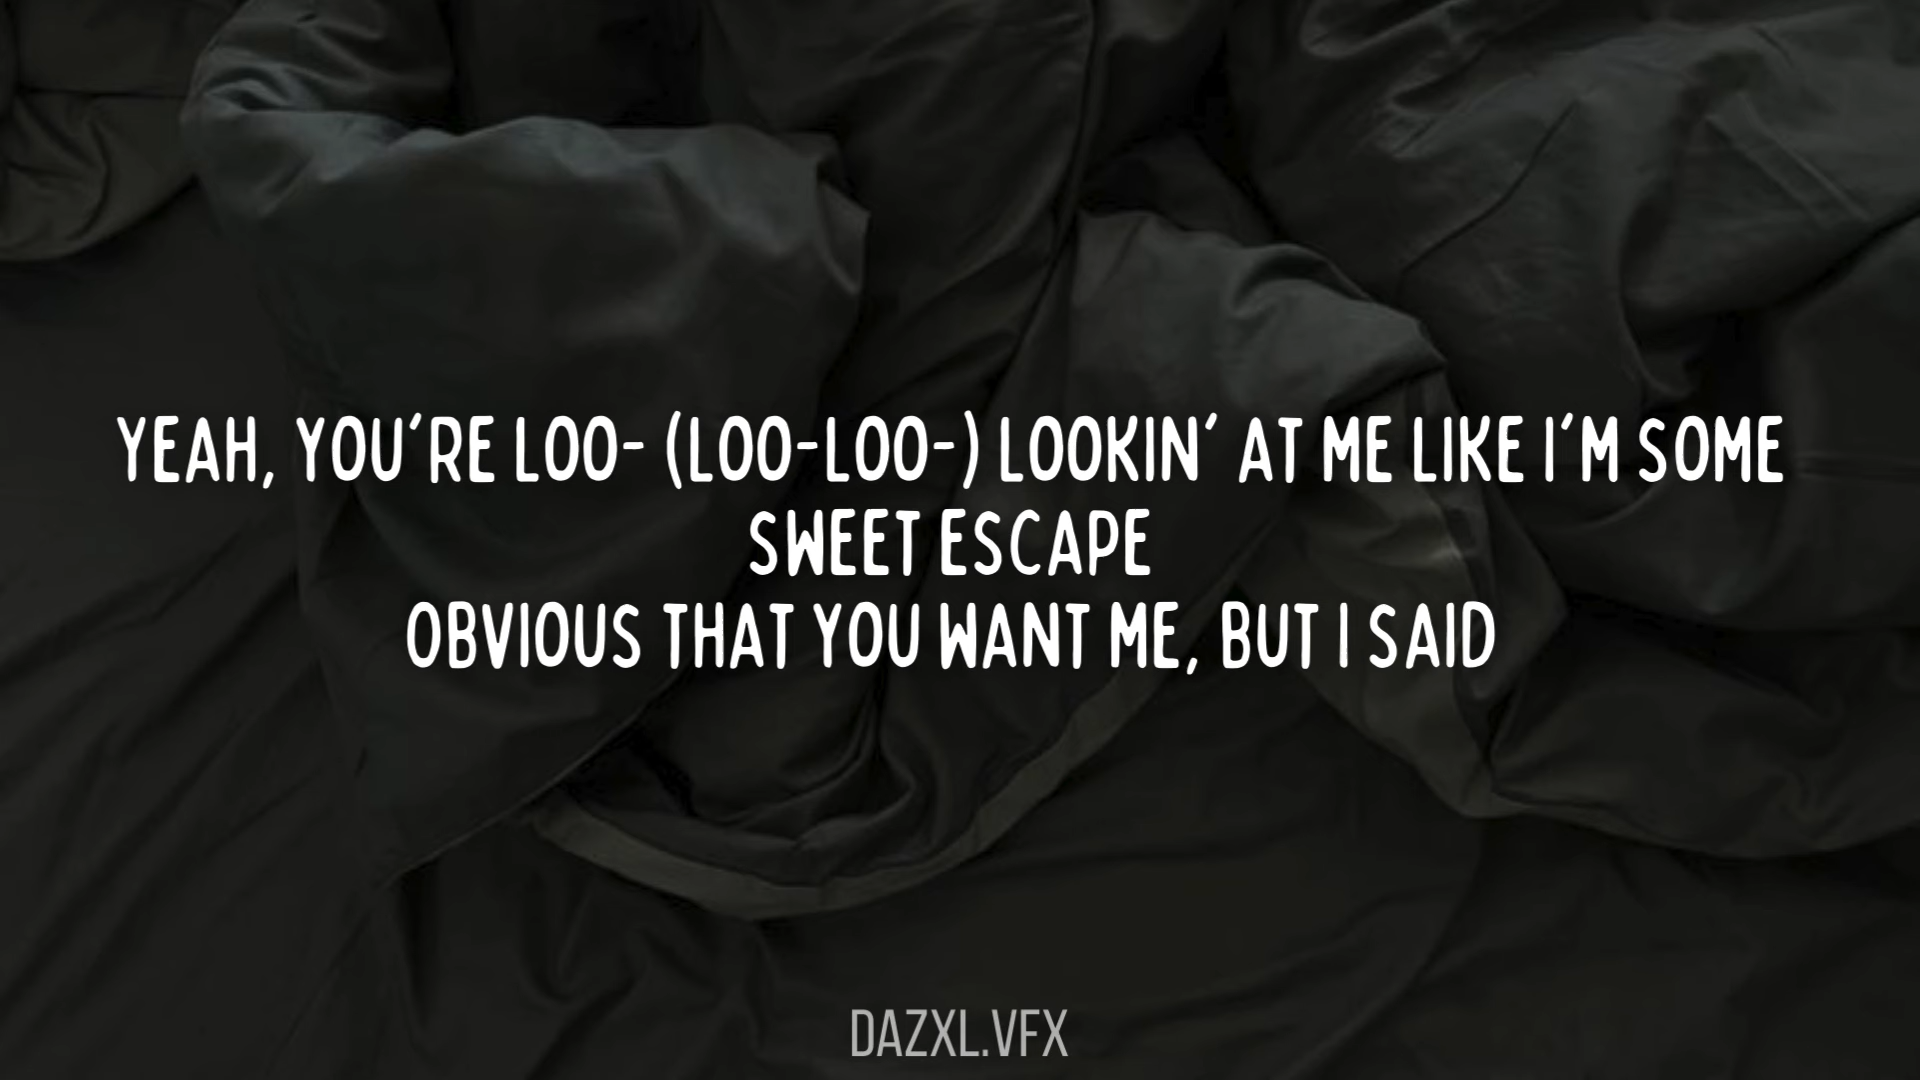 YEAH, YOU'RE LOO- (LOO-LOO-) LOOKIN' AT ME LIKE I'M SOME
SWEET ESCAPE
OBVIOUS THAT YOU WANT ME, BUT I SAID
DAZXL.VFX